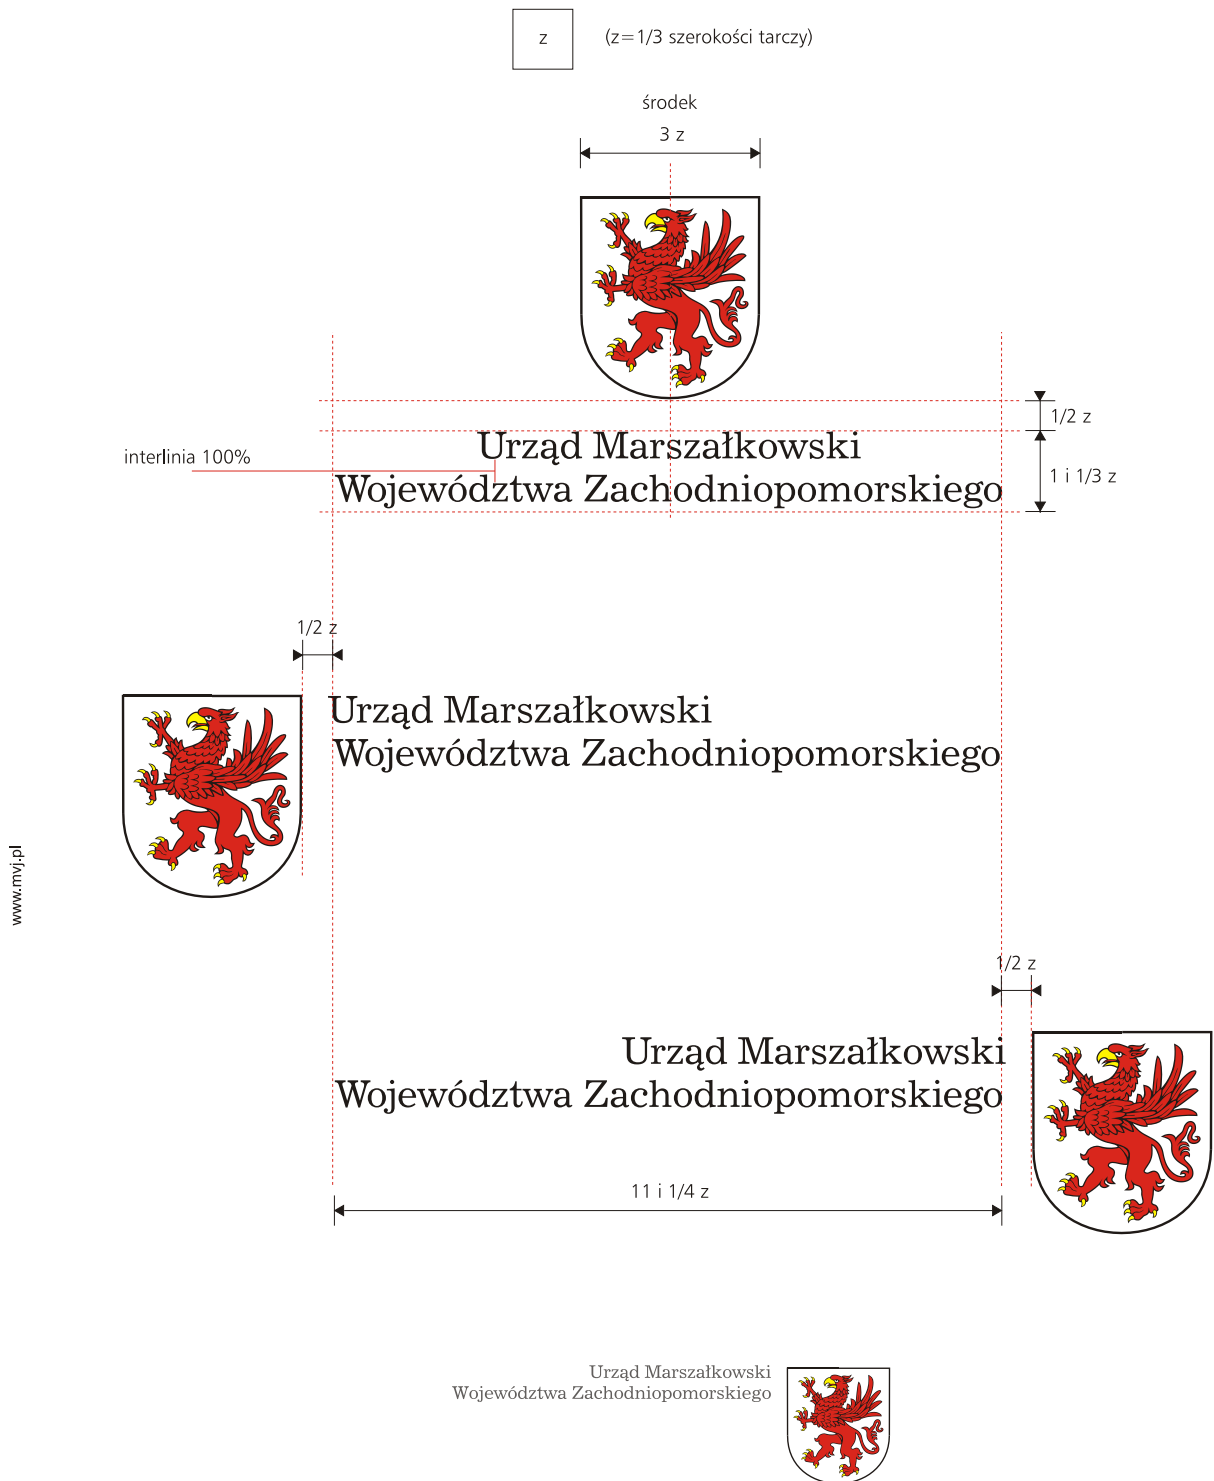 z
(z=1/3 szerokości tarczy)
środek
3 z
1/2 z
Urząd Marszałkowski
interlinia 100%
1 i 1/3 z
Województwa Zachodniopomorskiego
1/2 z
Urząd Marszałkowski
Województwa Zachodniopomorskiego
www.mvj.pl
1/2 z
Urząd Marszałkowski
Województwa Zachodniopomorskiego
11 i 1/4 z
Urząd Marszałkowski
Województwa Zachodniopomorskiego